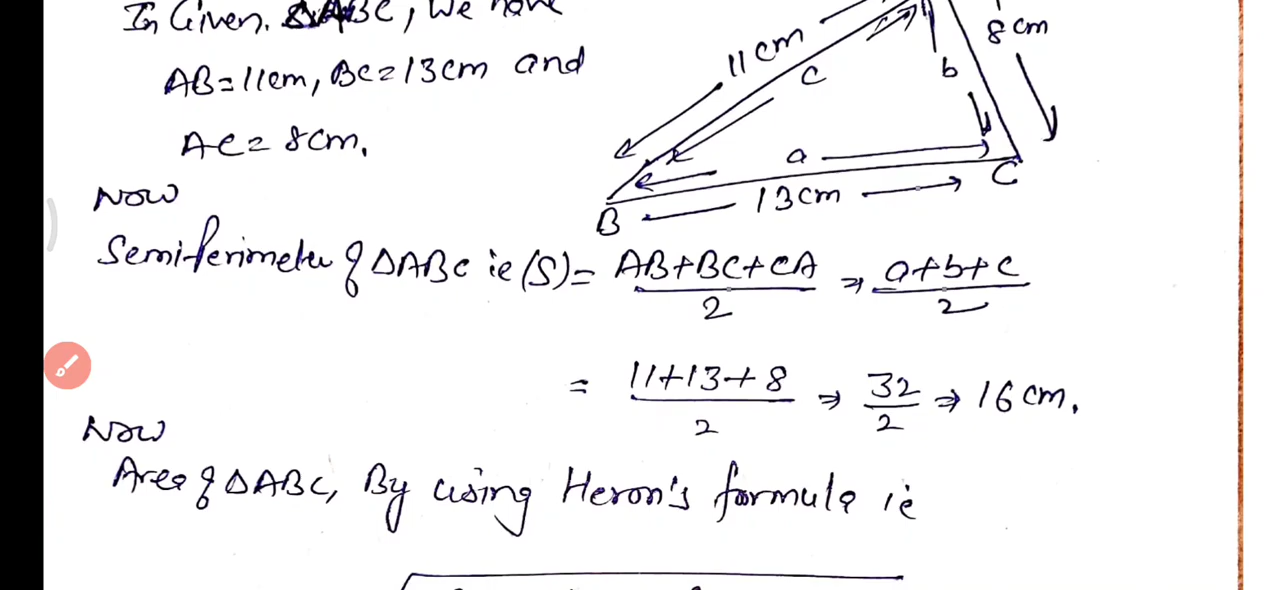 In Given. ΔABC, We have
AB=11cm, BC=13cm and
AC= 8cm.
11cm
8cm
c
b
a
C
13cm
B
Now
Semiperimeter of ΔABC ie (S)= AB+BC+CA/2 ⇒ a+b+c/2
= 11+13+8/2 ⇒ 32/2 ⇒ 16cm.
Now
Area of ΔABC, By using Heron's formula ie